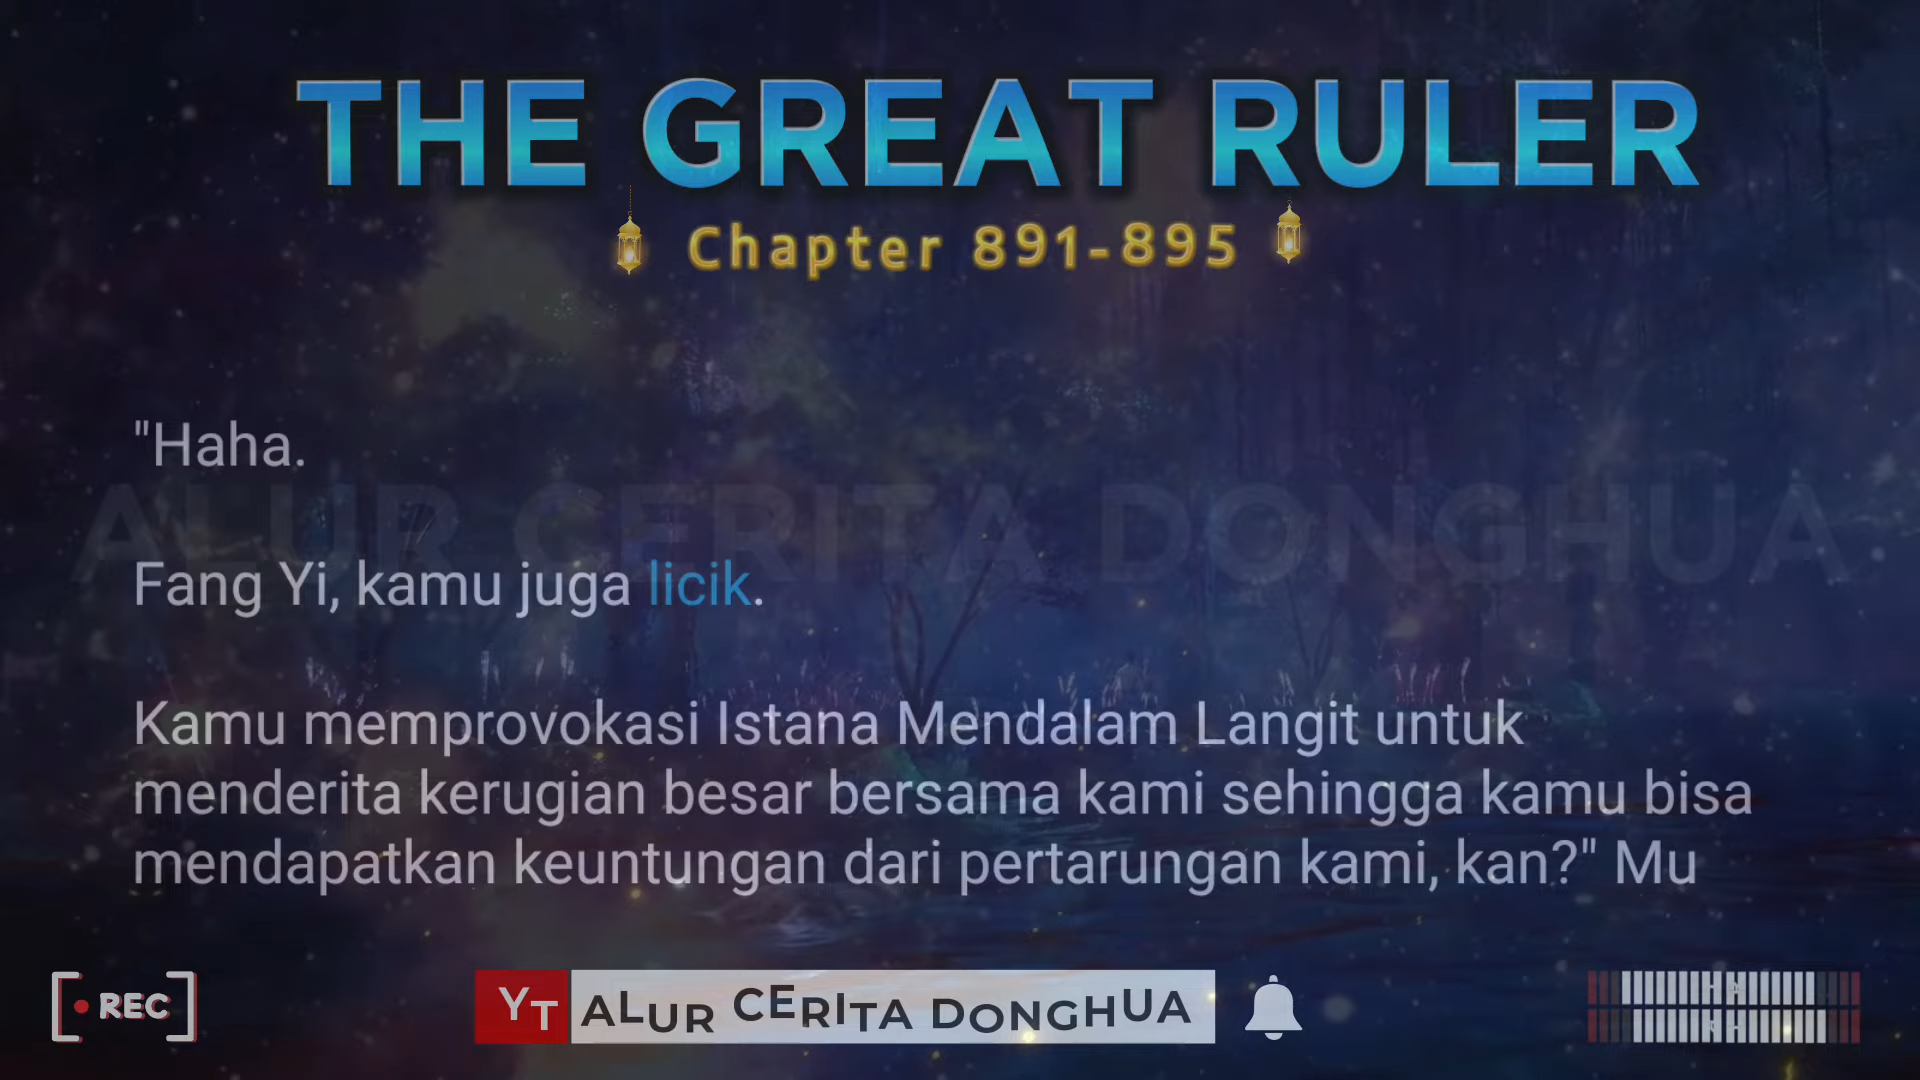 THE GREAT RULER
Chapter 891-895
"Haha.
ALUR CERITA DONGHUA
Fang Yi, kamu juga licik.
Kamu memprovokasi Istana Mendalam Langit untuk
menderita kerugian besar bersama kami sehingga kamu bisa
mendapatkan keuntungan dari pertarungan kami, kan?" Mu
REC
YT ALUR CERITA DONGHUA